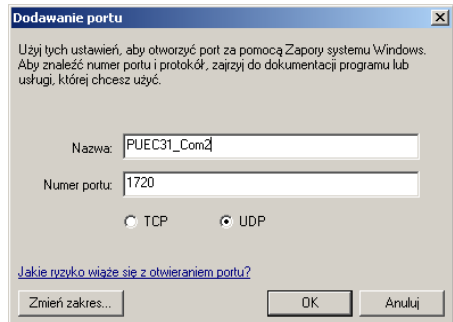 Dodawanie portu
Użyj tych ustawień, aby otworzyć port za pomocą Zapory systemu Windows.
Aby znaleźć numer portu i protokół, zajrzyj do dokumentacji programu lub
usługi, której chcesz użyć.
Nazwa: PUEC31_Com2
Numer portu: 1720
TCP UDP
Jakie ryzyko wiąże się z otwieraniem portu?
Zmień zakres... OK Anuluj